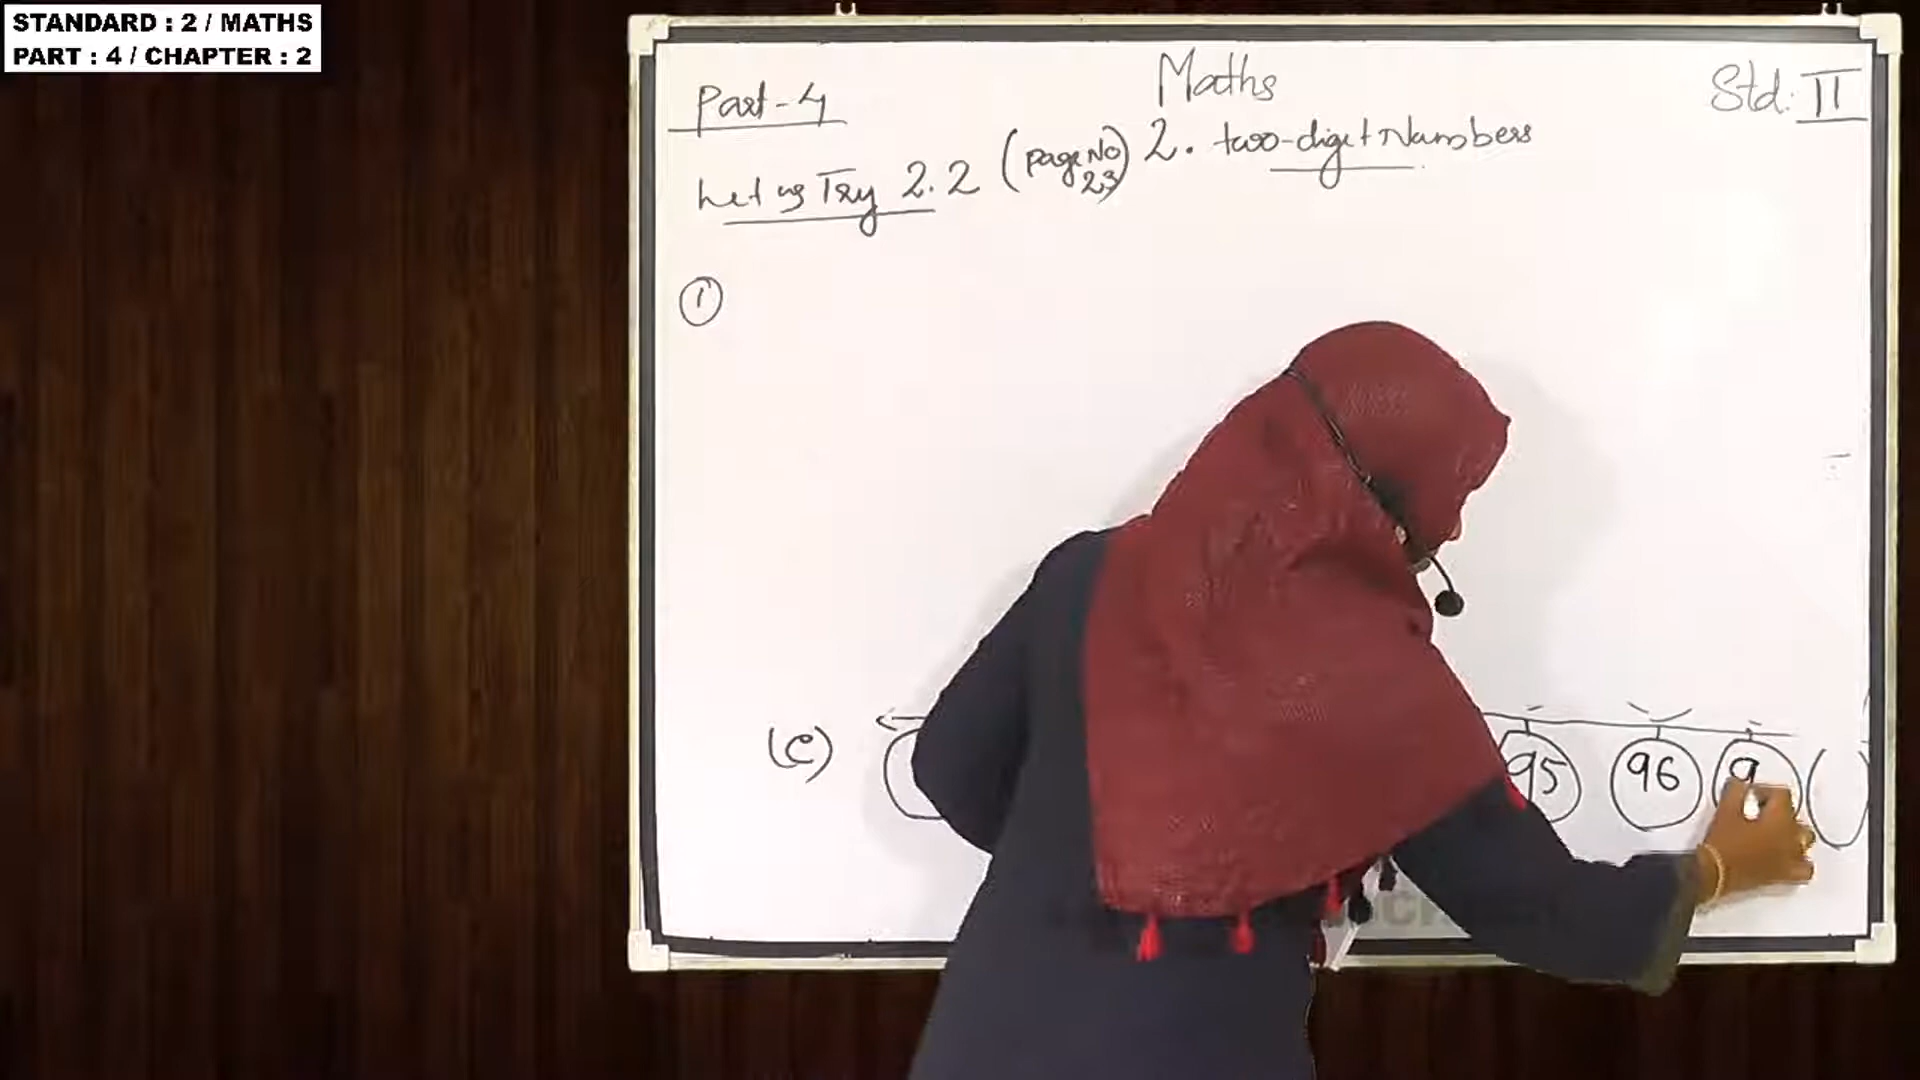 STANDARD : 2 / MATHS
PART : 4 / CHAPTER : 2
Maths
Std: II
Part-4
2. two-digit Numbers
Let us Try 2.2 (page No 23)
1
(c) 95 96 9